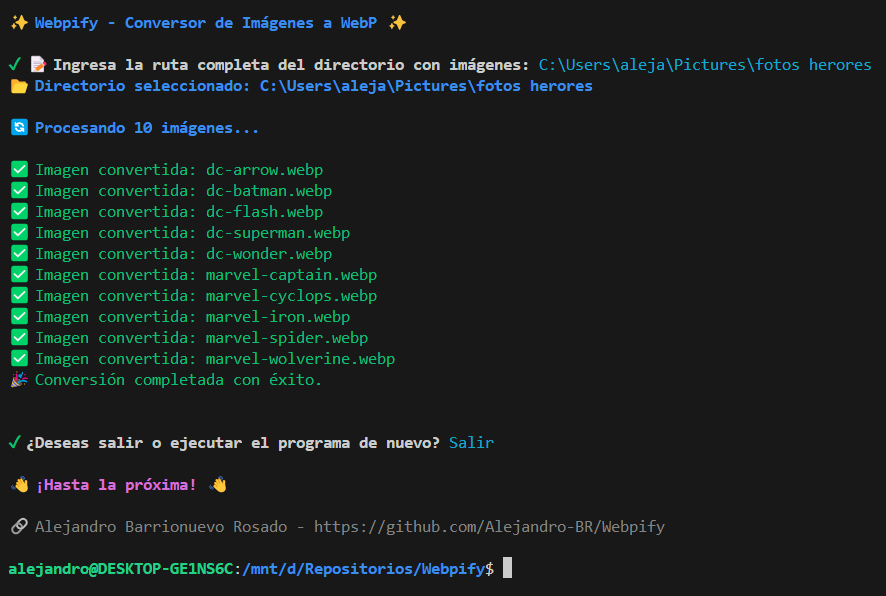 ✨ Webpify - Conversor de Imágenes a WebP ✨
✓ 📝 Ingresa la ruta completa del directorio con imágenes: C:\Users\aleja\Pictures\fotos herores
📂 Directorio seleccionado: C:\Users\aleja\Pictures\fotos herores
🔄 Procesando 10 imágenes...
✅ Imagen convertida: dc-arrow.webp
✅ Imagen convertida: dc-batman.webp
✅ Imagen convertida: dc-flash.webp
✅ Imagen convertida: dc-superman.webp
✅ Imagen convertida: dc-wonder.webp
✅ Imagen convertida: marvel-captain.webp
✅ Imagen convertida: marvel-cyclops.webp
✅ Imagen convertida: marvel-iron.webp
✅ Imagen convertida: marvel-spider.webp
✅ Imagen convertida: marvel-wolverine.webp
🎉 Conversión completada con éxito.
✓ ¿Deseas salir o ejecutar el programa de nuevo? Salir
👋 ¡Hasta la próxima! 👋
🔗 Alejandro Barrionuevo Rosado - https://github.com/Alejandro-BR/Webpify
alejandro@DESKTOP-GE1NS6C:/mnt/d/Repositorios/Webpify$